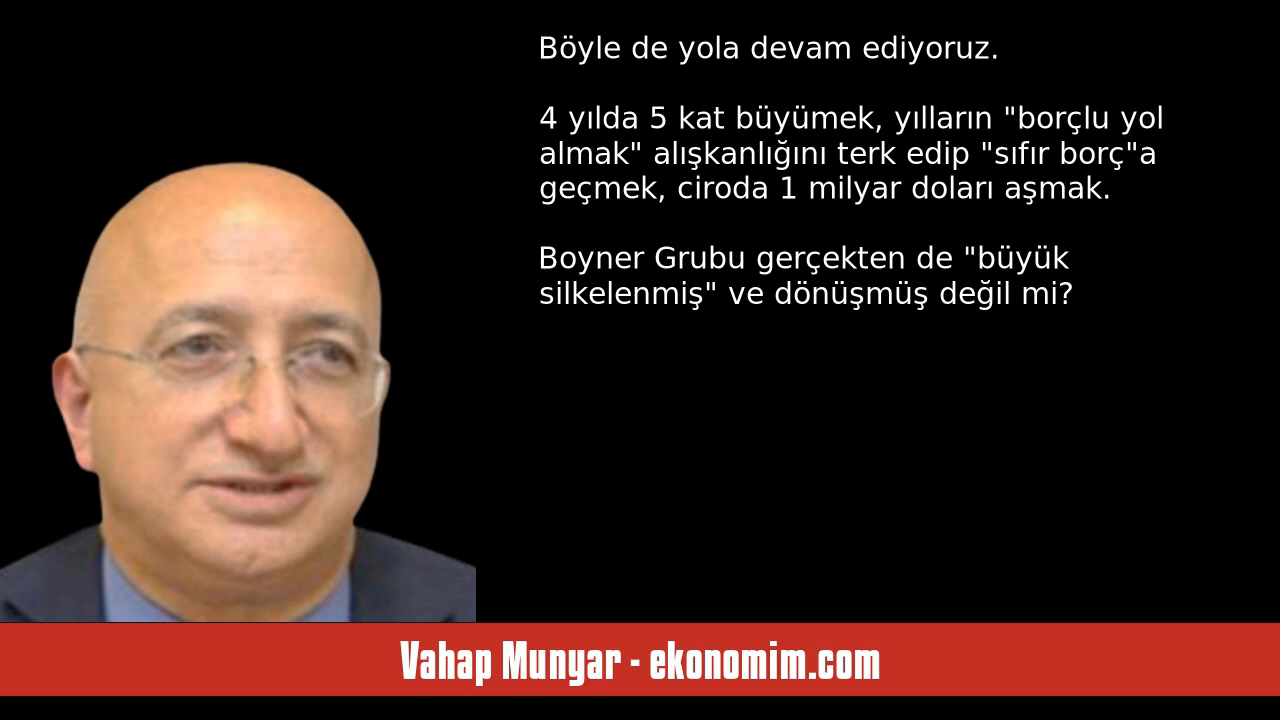 Böyle de yola devam ediyoruz.
4 yılda 5 kat büyümek, yılların "borçlu yol
almak" alışkanlığını terk edip "sıfır borç"a
geçmek, ciroda 1 milyar doları aşmak.
Boyner Grubu gerçekten de "büyük
silkelenmiş" ve dönüşmüş değil mi?
Vahap Munyar - ekonomim.com